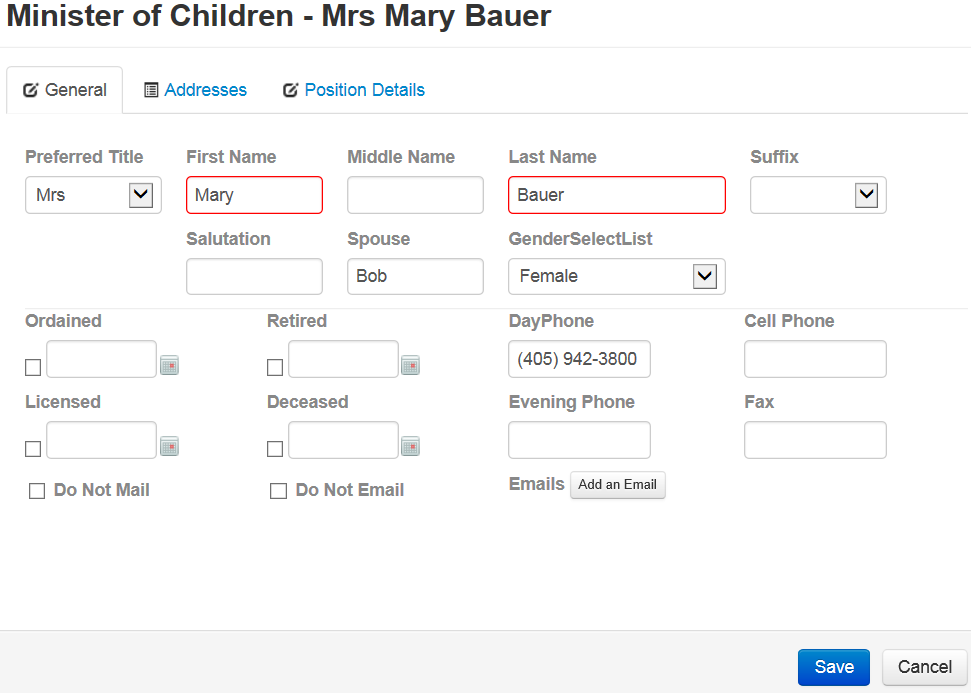 Minister of Children - Mrs Mary Bauer
General Addresses Position Details
Preferred Title First Name Middle Name Last Name Suffix
Mrs Mary Bauer
Salutation Spouse GenderSelectList
Bob Female
Ordained Retired DayPhone Cell Phone
(405) 942-3800
Licensed Deceased Evening Phone Fax
Do Not Mail Do Not Email Emails Add an Email
Save Cancel